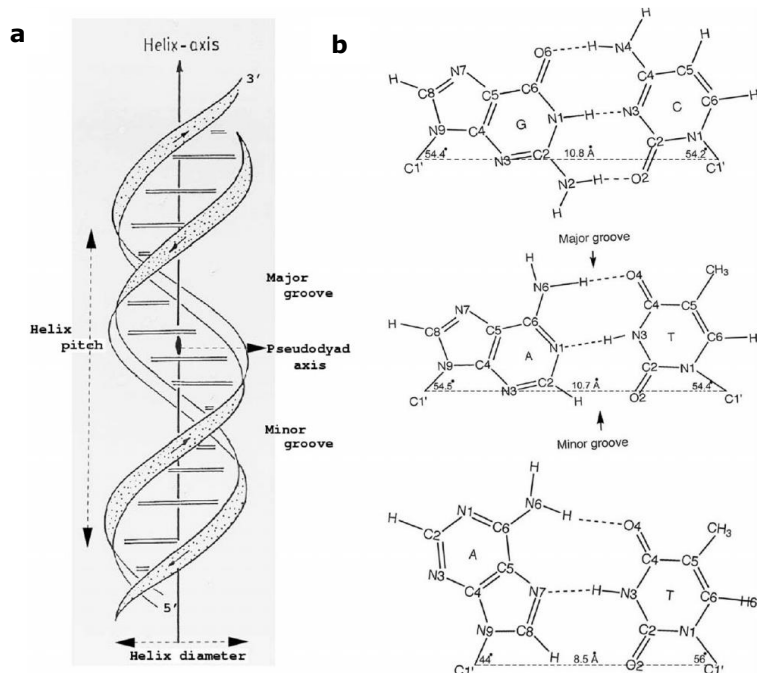 a
Helix-axis
3'
Major
groove
Helix
pitch
Pseudodyad
axis
Minor
groove
5'
Helix diameter
b
H
H
O6
H
N4
H
C4
C5
H
N7
C6
C5
C8
G
N1
H
N3
C
C6
H
N9
C4
C2
N1
54.4°
N3
C2
10.8 Å
54.2°
C1'
O2
C1'
N2
H
H
Major groove
H
O4
CH3
N6
H
C4
C5
N7
C6
H
C5
C8
A
N1
H
N3
T
C6
H
N9
C4
C2
N1
C2
54.5°
N3
10.7 Å
54.4°
C1'
H
O2
C1'
Minor groove
H
N6
H
N1
O4
H
C6
CH3
C2
A
C4
C5
C5
N3
N7
H
N3
T
C6
H6
C4
C2
N1
N9
C8
44°
H
8.5 Å
56°
C1'
O2
C1'